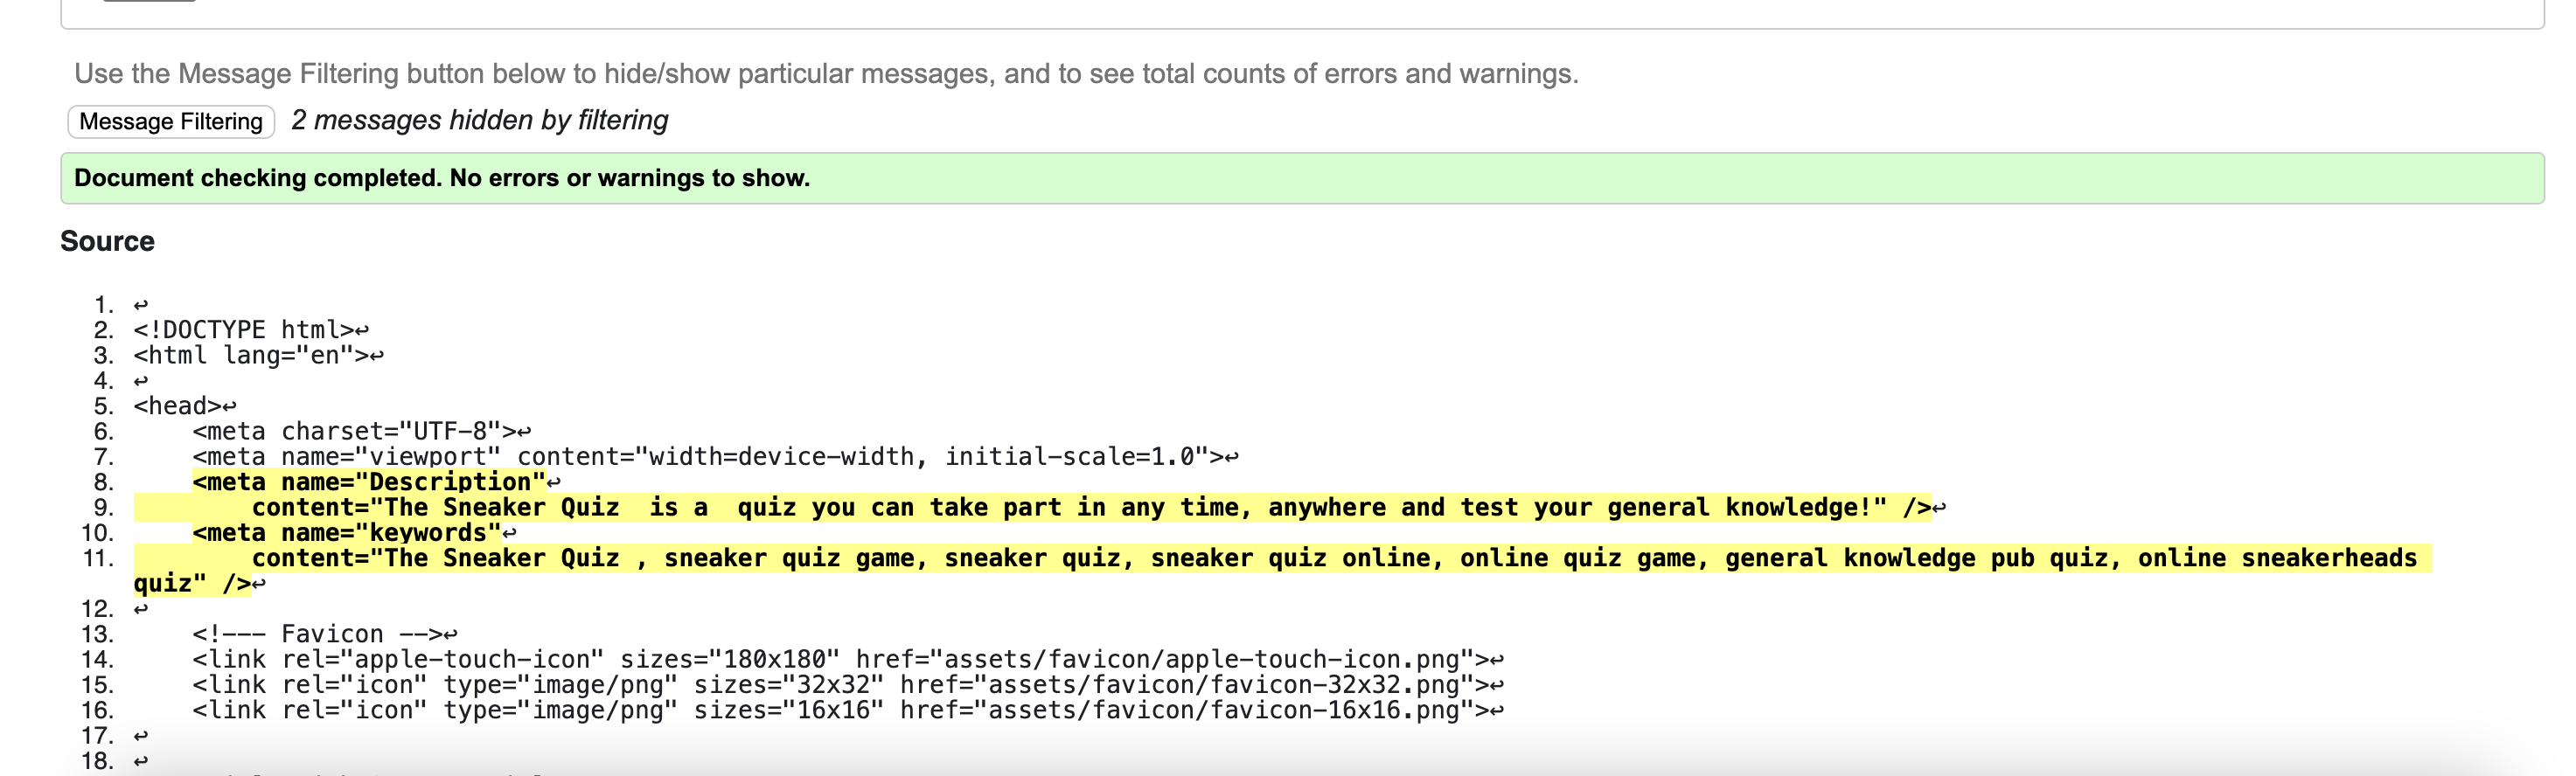 Use the Message Filtering button below to hide/show particular messages, and to see total counts of errors and warnings.
Message Filtering 2 messages hidden by filtering
Document checking completed. No errors or warnings to show.
Source
1. ↩
2. <!DOCTYPE html>↩
3. <html lang="en">↩
4. ↩
5. <head>↩
6.     <meta charset="UTF-8">↩
7.     <meta name="viewport" content="width=device-width, initial-scale=1.0">↩
8.     <meta name="Description"↩
9.         content="The Sneaker Quiz  is a  quiz you can take part in any time, anywhere and test your general knowledge!" />↩
10.     <meta name="keywords"↩
11.         content="The Sneaker Quiz , sneaker quiz game, sneaker quiz, sneaker quiz online, online quiz game, general knowledge pub quiz, online sneakerheads
quiz" />↩
12. ↩
13.     <!--- Favicon -->↩
14.     <link rel="apple-touch-icon" sizes="180x180" href="assets/favicon/apple-touch-icon.png">↩
15.     <link rel="icon" type="image/png" sizes="32x32" href="assets/favicon/favicon-32x32.png">↩
16.     <link rel="icon" type="image/png" sizes="16x16" href="assets/favicon/favicon-16x16.png">↩
17. ↩
18. ↩